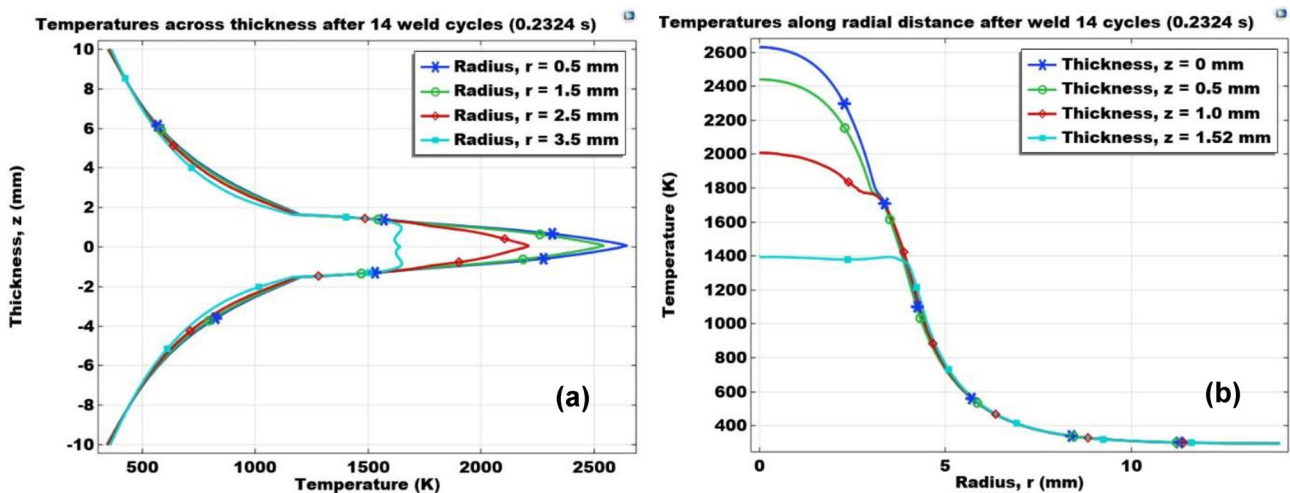 Temperatures across thickness after 14 weld cycles (0.2324 s)
10
8
6
4
2
0
-2
-4
-6
-8
-10
Thickness, z (mm)
500
1000
1500
2000
2500
Temperature (K)
Radius, r = 0.5 mm
Radius, r = 1.5 mm
Radius, r = 2.5 mm
Radius, r = 3.5 mm
(a)
Temperatures along radial distance after weld 14 cycles (0.2324 s)
2600
2400
2200
2000
1800
1600
1400
1200
1000
800
600
400
Temperature (K)
0
5
10
Radius, r (mm)
Thickness, z = 0 mm
Thickness, z = 0.5 mm
Thickness, z = 1.0 mm
Thickness, z = 1.52 mm
(b)